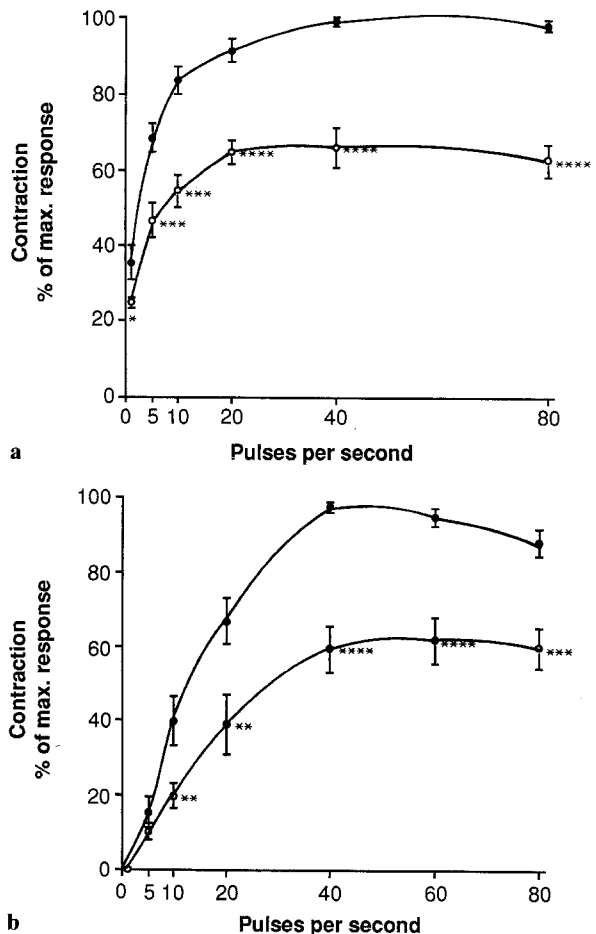 100
80
60
40
20
0
Contraction
% of max. response
*
***
***
****
****
****
0 5 10 20 40 80
Pulses per second
a
100
80
60
40
20
0
Contraction
% of max. response
**
**
****
****
***
0 5 10 20 40 60 80
Pulses per second
b